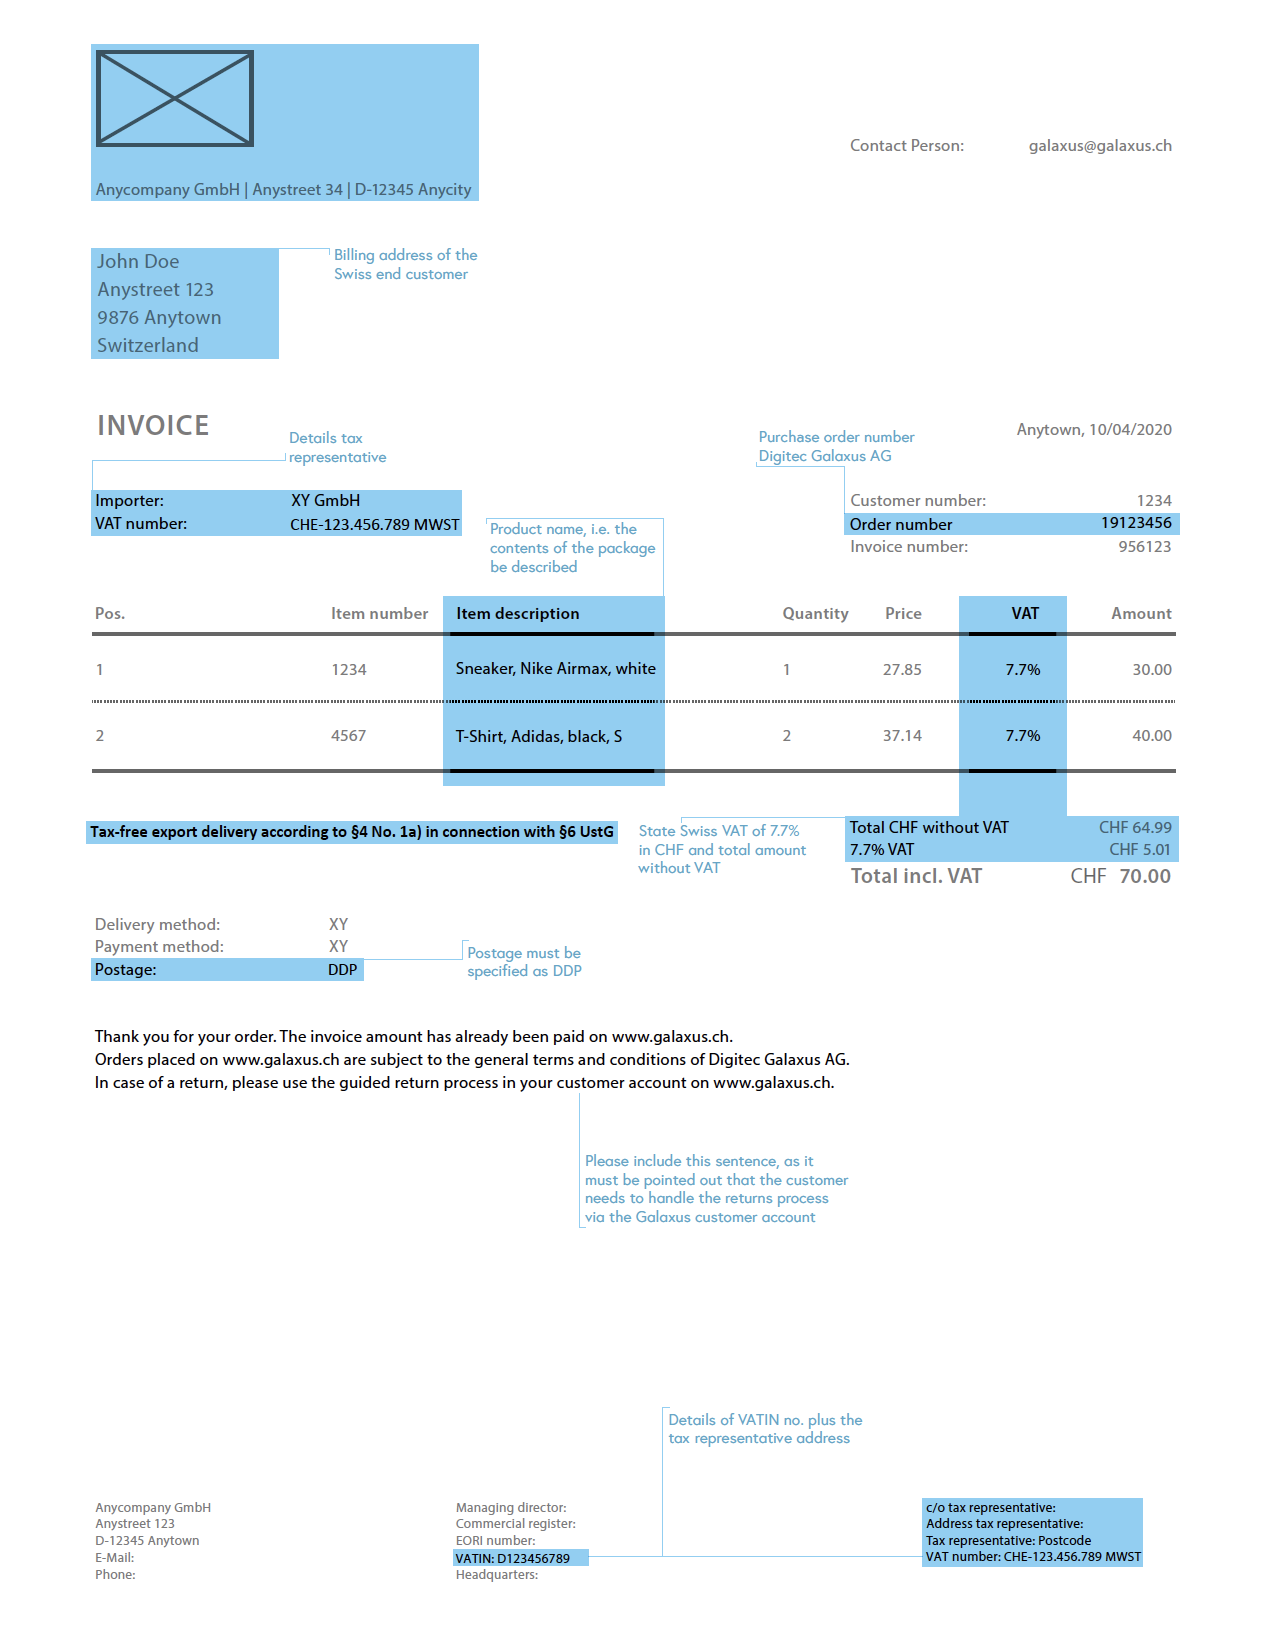 Anycompany GmbH | Anystreet 34 | D-12345 Anycity
Contact Person: galaxus@galaxus.ch
John Doe
Anystreet 123
9876 Anytown
Switzerland
Billing address of the
Swiss end customer
INVOICE
Anytown, 10/04/2020
Details tax
representative
Purchase order number
Digitec Galaxus AG
Importer: XY GmbH
VAT number: CHE-123.456.789 MWST
Customer number: 1234
Order number 19123456
Invoice number: 956123
Product name, i.e. the
contents of the package
be described
Pos. Item number Item description Quantity Price VAT Amount
1 1234 Sneaker, Nike Airmax, white 1 27.85 7.7% 30.00
2 4567 T-Shirt, Adidas, black, S 2 37.14 7.7% 40.00
Tax-free export delivery according to §4 No. 1a) in connection with §6 UstG
State Swiss VAT of 7.7%
in CHF and total amount
without VAT
Total CHF without VAT CHF 64.99
7.7% VAT CHF 5.01
Total incl. VAT CHF 70.00
Delivery method: XY
Payment method: XY
Postage: DDP
Postage must be
specified as DDP
Thank you for your order. The invoice amount has already been paid on www.galaxus.ch.
Orders placed on www.galaxus.ch are subject to the general terms and conditions of Digitec Galaxus AG.
In case of a return, please use the guided return process in your customer account on www.galaxus.ch.
Please include this sentence, as it
must be pointed out that the customer
needs to handle the returns process
via the Galaxus customer account
Details of VATIN no. plus the
tax representative address
Anycompany GmbH
Anystreet 123
D-12345 Anytown
E-Mail:
Phone:
Managing director:
Commercial register:
EORI number:
VATIN: D123456789
Headquarters:
c/o tax representative:
Address tax representative:
Tax representative: Postcode
VAT number: CHE-123.456.789 MWST